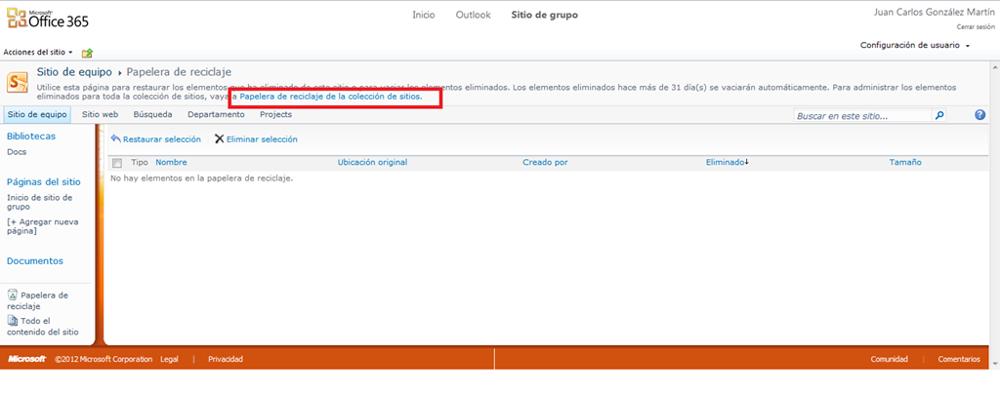 Microsoft®
Office 365
Inicio Outlook Sitio de grupo
Juan Carlos González Martín
Cerrar sesión
Acciones del sitio
Configuración de usuario
Sitio de equipo Papelera de reciclaje
Utilice esta página para restaurar los elementos que ha eliminado de este sitio o para vaciar los elementos eliminados. Los elementos eliminados hace más de 31 día(s) se vaciarán automáticamente. Para administrar los elementos
eliminados para toda la colección de sitios, vaya a Papelera de reciclaje de la colección de sitios.
Sitio de equipo Sitio web Búsqueda Departamento Projects
Buscar en este sitio...
Bibliotecas
Docs
Páginas del sitio
Inicio de sitio de
grupo
[+ Agregar nueva
página]
Documentos
Papelera de
reciclaje
Todo el
contenido del sitio
Restaurar selección Eliminar selección
Tipo Nombre Ubicación original Creado por Eliminado Tamaño
No hay elementos en la papelera de reciclaje.
Microsoft ©2012 Microsoft Corporation Legal | Privacidad
Comunidad | Comentarios